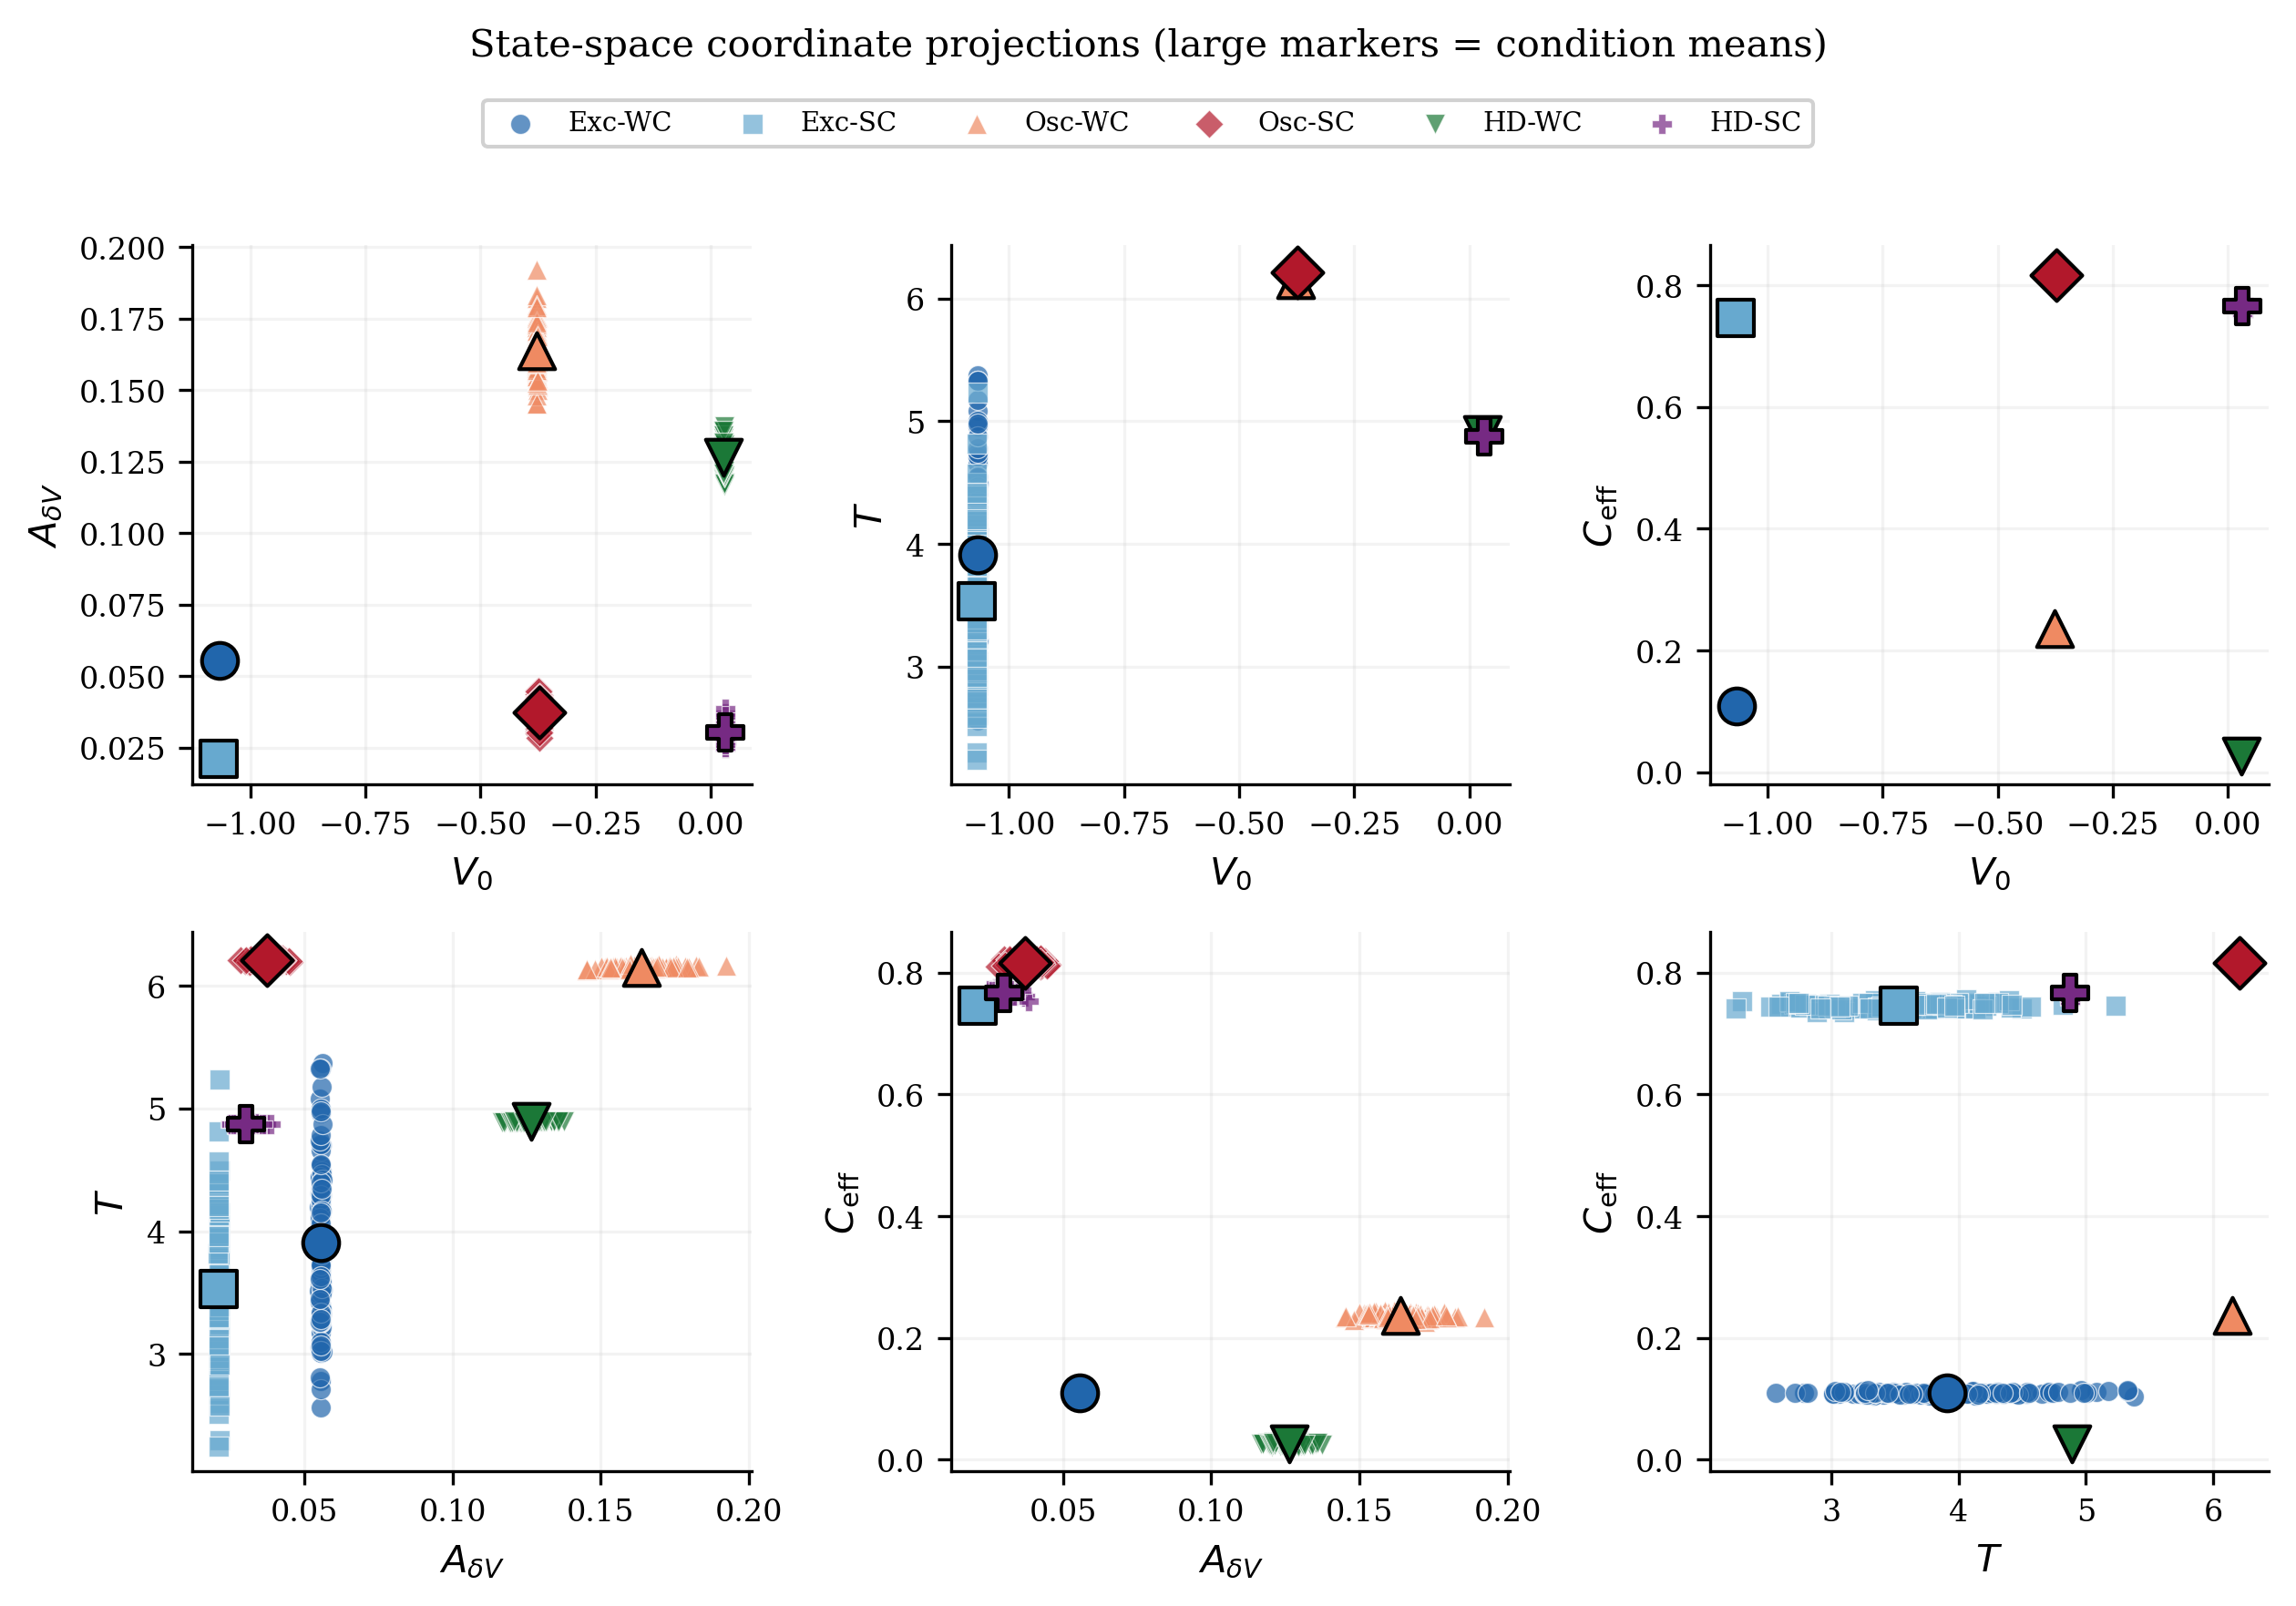 State-space coordinate projections (large markers = condition means)
Exc-WC Exc-SC Osc-WC Osc-SC HD-WC HD-SC
0.200
0.175
0.150
0.125
0.100
0.075
0.050
0.025
A_δV
−1.00 −0.75 −0.50 −0.25 0.00
V_0
6
5
4
3
T
−1.00 −0.75 −0.50 −0.25 0.00
V_0
0.8
0.6
0.4
0.2
0.0
C_eff
−1.00 −0.75 −0.50 −0.25 0.00
V_0
6
5
4
3
T
0.05 0.10 0.15 0.20
A_δV
0.8
0.6
0.4
0.2
0.0
C_eff
0.05 0.10 0.15 0.20
A_δV
0.8
0.6
0.4
0.2
0.0
C_eff
3 4 5 6
T